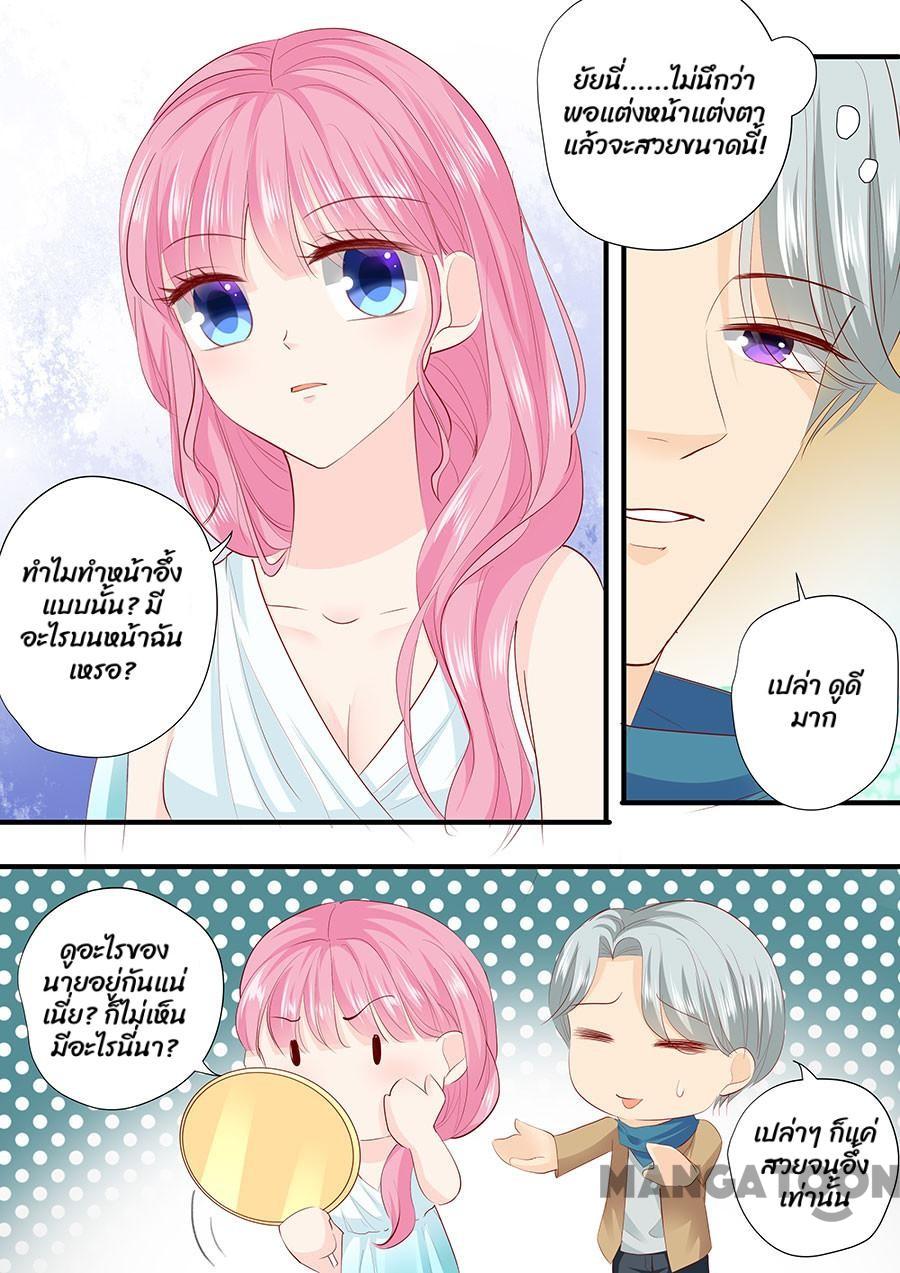 ยัยนี่......ไม่นึกว่า
พอแต่งหน้าแต่งตา
แล้วจะสวยขนาดนี้!
ทำไมทำหน้าอึ้ง
แบบนั้น? มี
อะไรบนหน้าฉัน
เหรอ?
เปล่า ดูดี
มาก
ดูอะไรของ
นายอยู่กันแน่
เนี่ย? ก็ไม่เห็น
มีอะไรนี่นา?
เปล่าๆ ก็แค่
สวยจนอึ้ง
เท่านั้น
MANGATOON